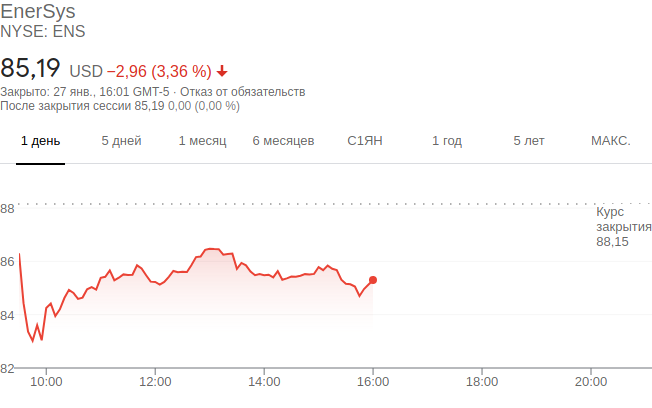 EnerSys
NYSE: ENS
85,19 USD −2,96 (3,36 %)
Закрыто: 27 янв., 16:01 GMT-5 · Отказ от обязательств
После закрытия сессии 85,19 0,00 (0,00 %)
1 день 5 дней 1 месяц 6 месяцев С1ЯН 1 год 5 лет МАКС.
88
Курс
закрытия
88,15
86
84
82
10:00 12:00 14:00 16:00 18:00 20:00